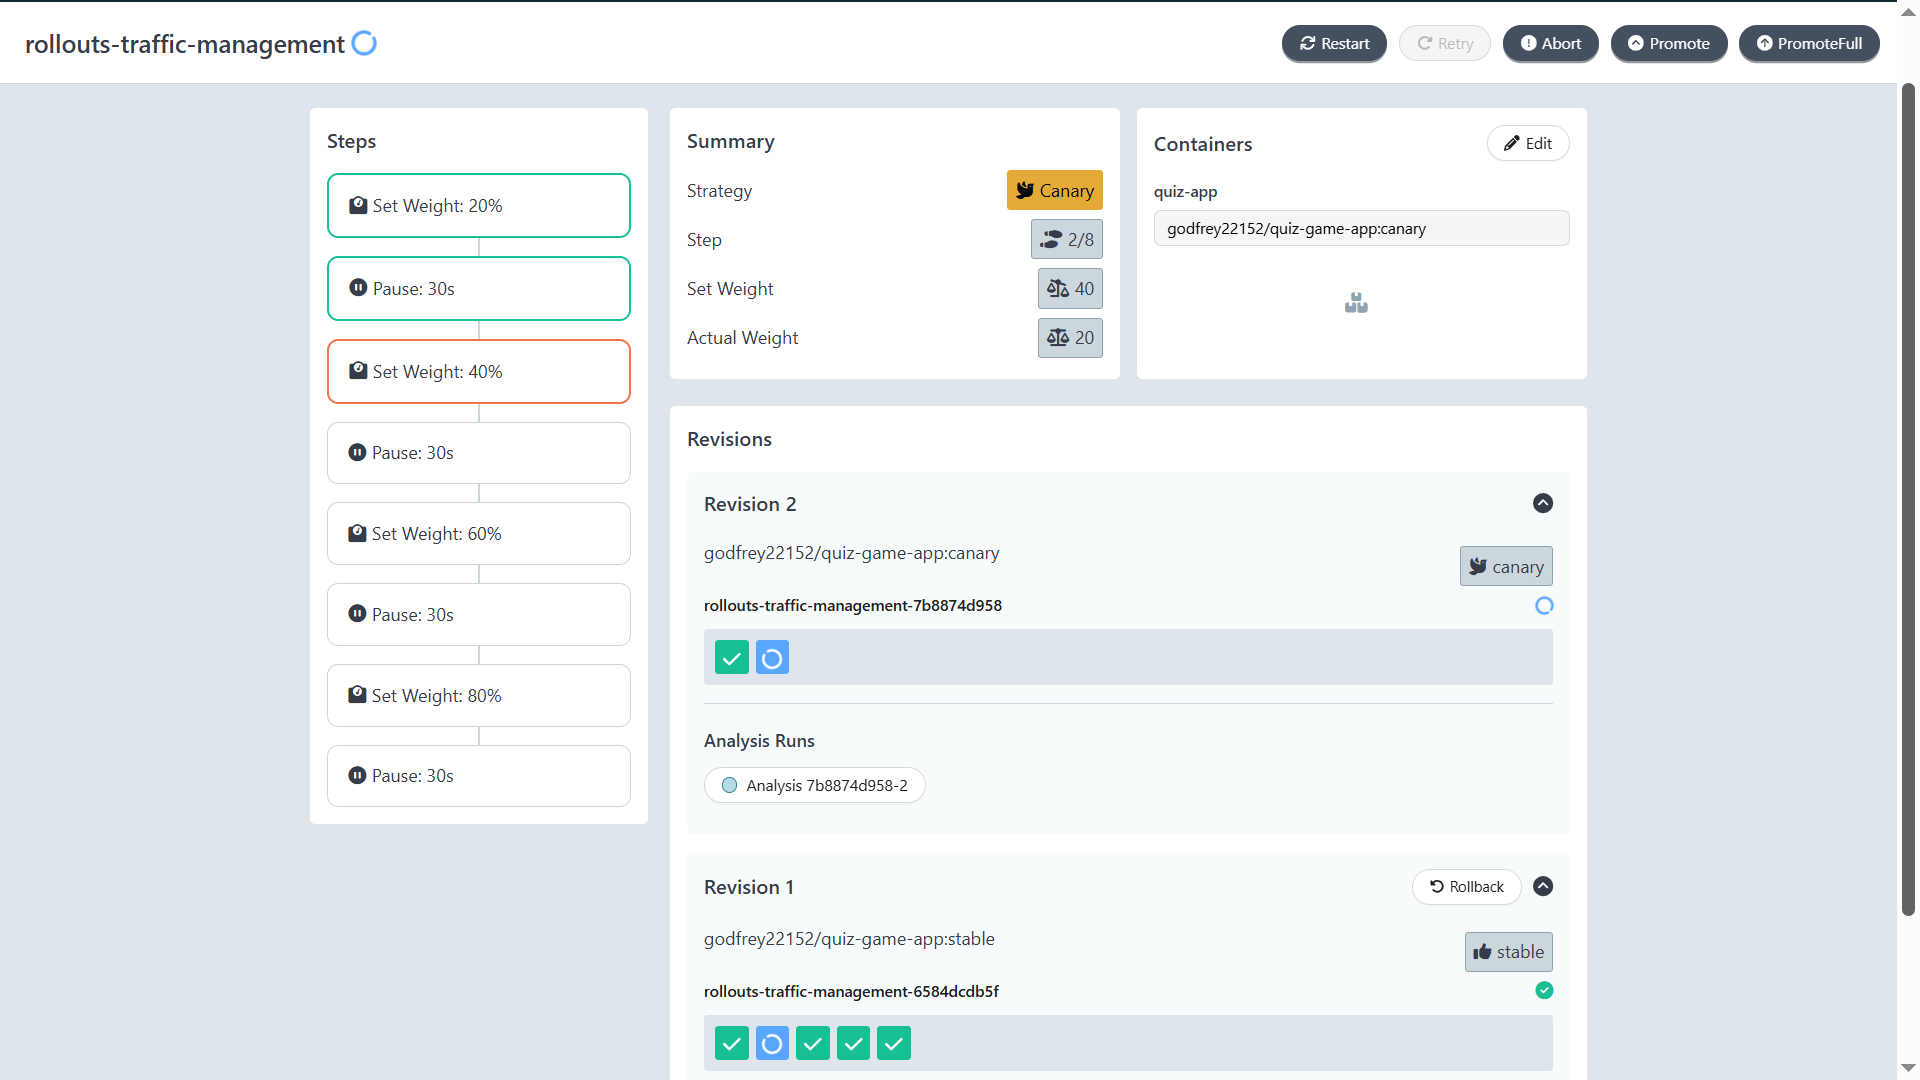 rollouts-traffic-management
Restart
Retry
Abort
Promote
PromoteFull
Steps
Set Weight: 20%
Pause: 30s
Set Weight: 40%
Pause: 30s
Set Weight: 60%
Pause: 30s
Set Weight: 80%
Pause: 30s
Summary
Strategy
Canary
Step
2/8
Set Weight
40
Actual Weight
20
Containers
Edit
quiz-app
godfrey22152/quiz-game-app:canary
Revisions
Revision 2
godfrey22152/quiz-game-app:canary
canary
rollouts-traffic-management-7b8874d958
Analysis Runs
Analysis 7b8874d958-2
Revision 1
Rollback
godfrey22152/quiz-game-app:stable
stable
rollouts-traffic-management-6584dcdb5f